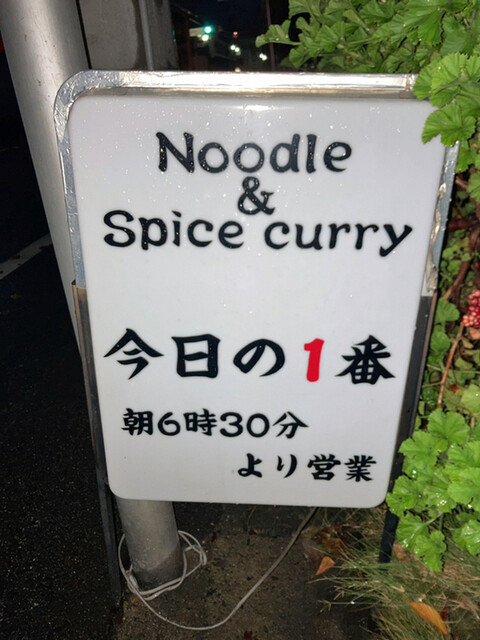 Noodle
&
Spice curry
今日の1番
朝6時30分
より営業